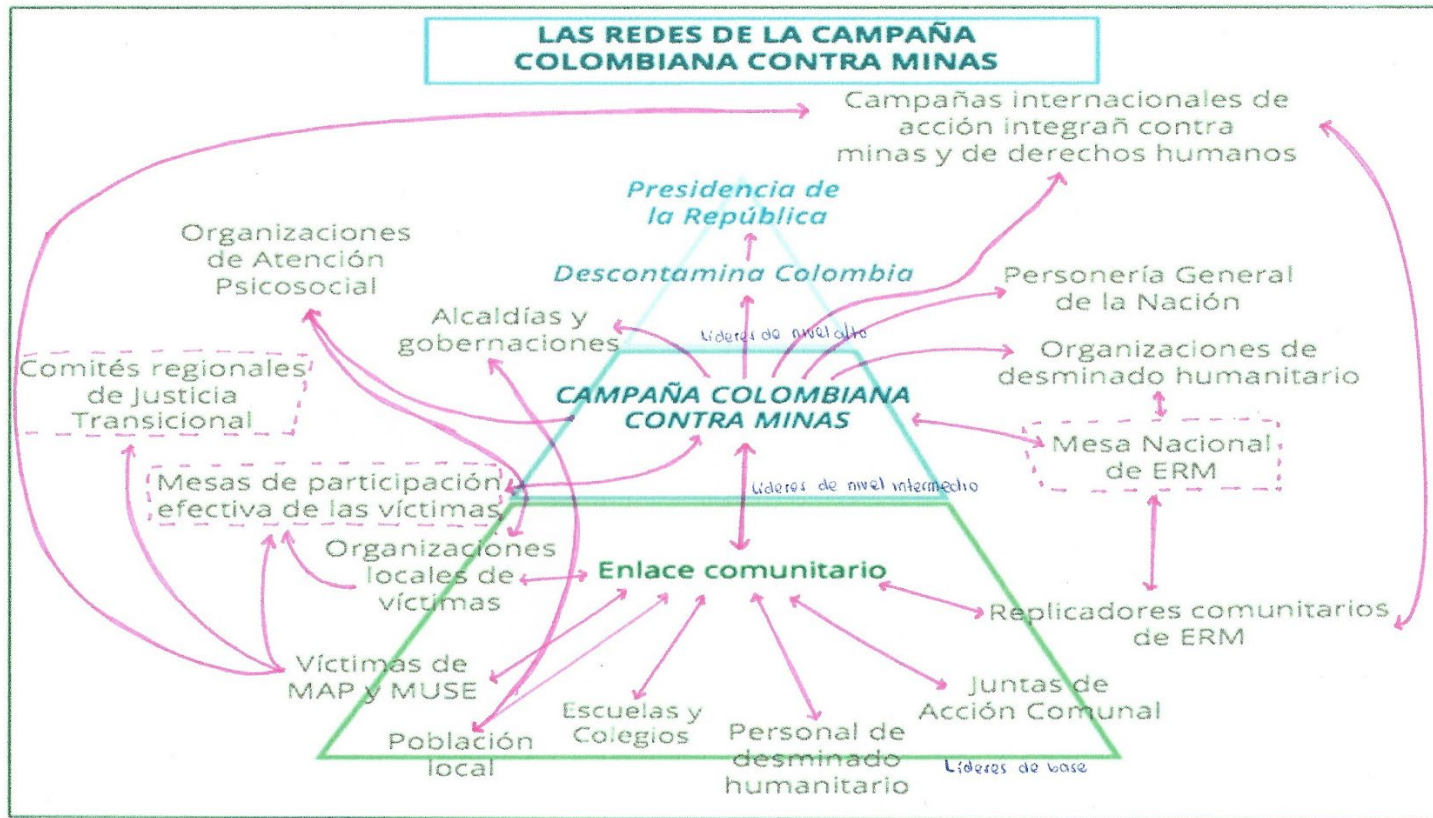 LAS REDES DE LA CAMPAÑA
COLOMBIANA CONTRA MINAS
Campañas internacionales de
acción integrañ contra
minas y de derechos humanos
Presidencia de
la República
Organizaciones
de Atención
Psicosocial
Descontamina Colombia
Personería General
de la Nación
Alcaldías y
gobernaciones
Líderes de nivel alto
Organizaciones de
desminado humanitario
Comités regionales
de Justicia
Transicional
CAMPAÑA COLOMBIANA
CONTRA MINAS
Mesa Nacional
de ERM
Mesas de participación
efectiva de las víctimas
Líderes de nivel intermedio
Organizaciones
locales de
víctimas
Enlace comunitario
Replicadores comunitarios
de ERM
Víctimas de
MAP y MUSE
Juntas de
Acción Comunal
Escuelas y
Colegios
Personal de
desminado
humanitario
Población
local
Líderes de base